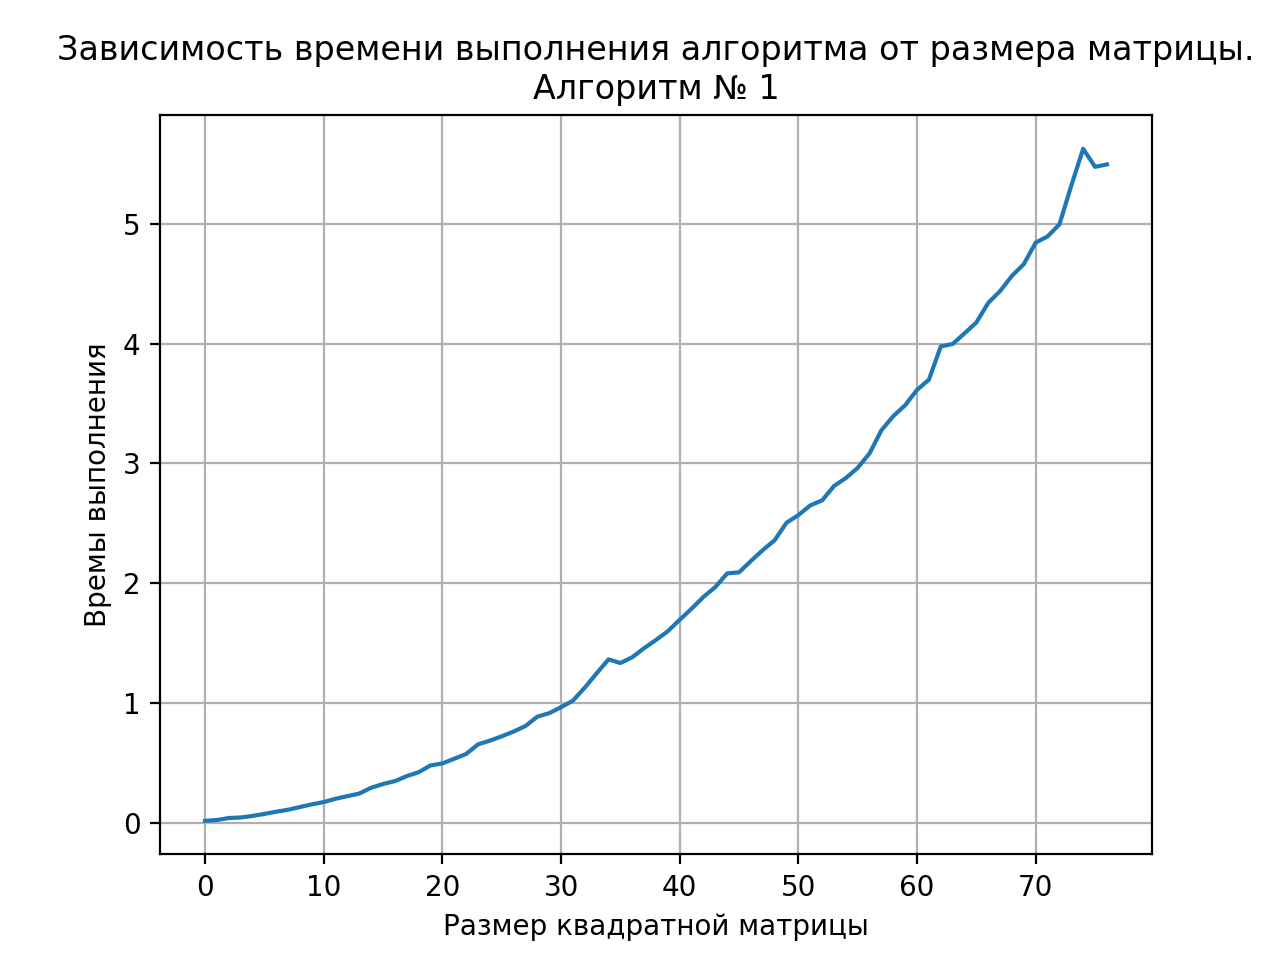 Зависимость времени выполнения алгоритма от размера матрицы.
Алгоритм № 1
Времы выполнения
5
4
3
2
1
0
0 10 20 30 40 50 60 70
Размер квадратной матрицы